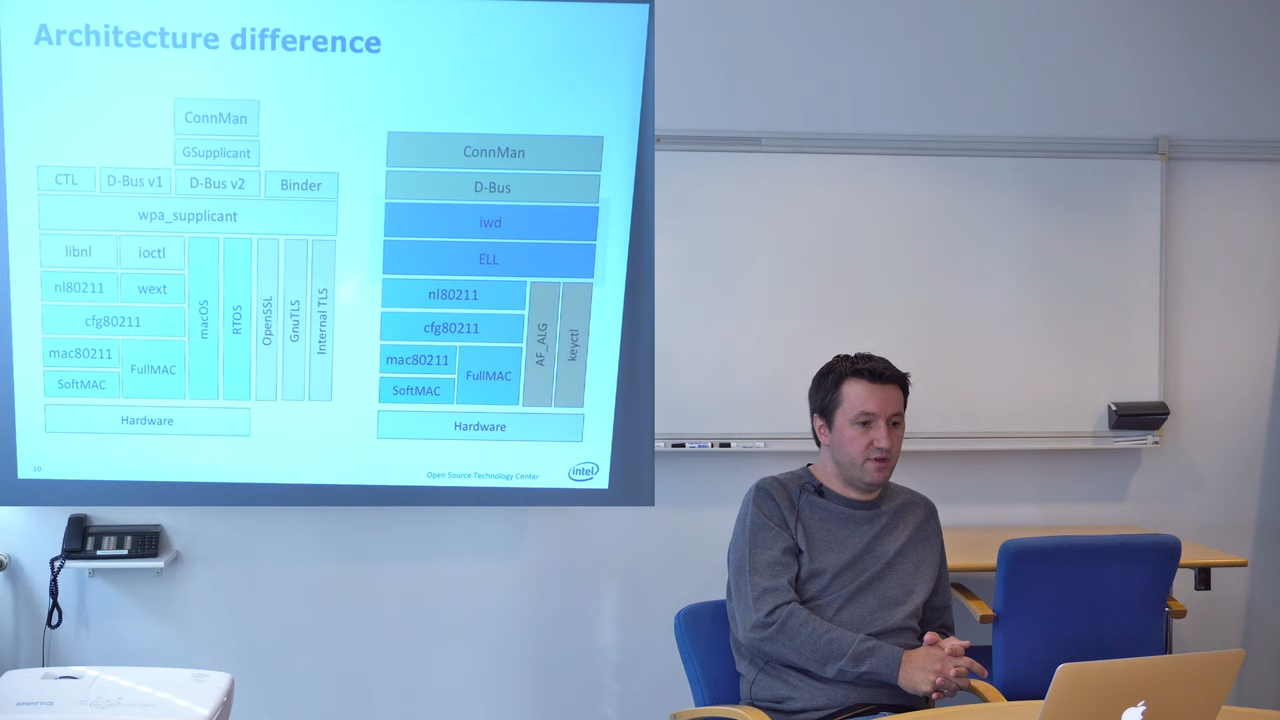 Architecture difference
ConnMan
GSupplicant
CTL
D-Bus v1
D-Bus v2
Binder
wpa_supplicant
libnl
ioctl
nl80211
wext
cfg80211
mac80211
FullMAC
SoftMAC
macOS
RTOS
OpenSSL
GnuTLS
Internal TLS
Hardware
ConnMan
D-Bus
iwd
ELL
nl80211
cfg80211
mac80211
FullMAC
SoftMAC
AF_ALG
keyctl
Hardware
10
Open Source Technology Center
intel
BenQ